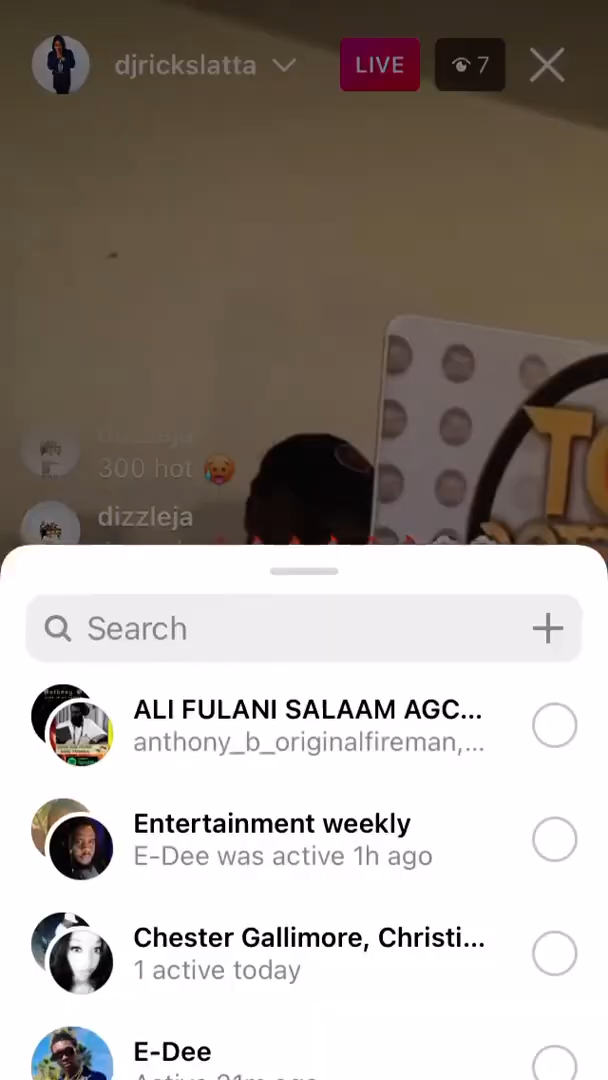 djrickslatta
LIVE
7
300 hot 🥵
dizzleja
TO
Search
ALI FULANI SALAAM AGC...
anthony_b_originalfireman,...
Entertainment weekly
E-Dee was active 1h ago
Chester Gallimore, Christi...
1 active today
E-Dee